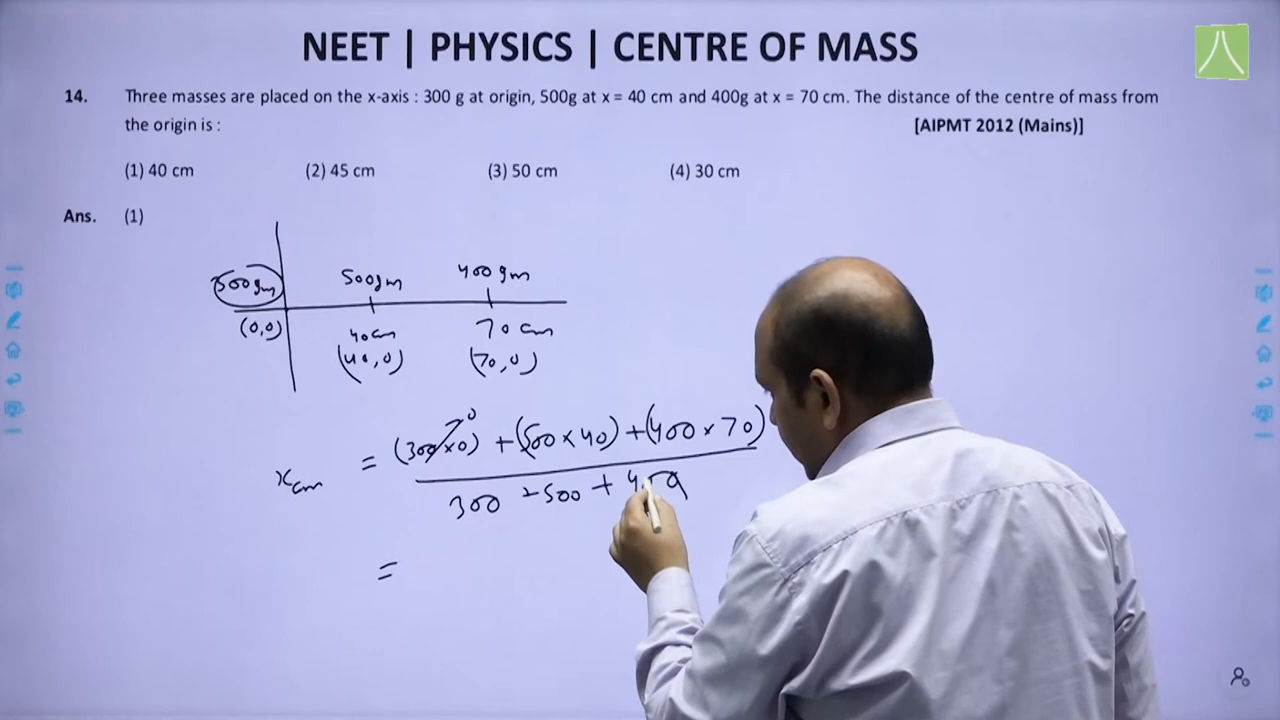 NEET | PHYSICS | CENTRE OF MASS
14. Three masses are placed on the x-axis : 300 g at origin, 500g at x = 40 cm and 400g at x = 70 cm. The distance of the centre of mass from
the origin is : [AIPMT 2012 (Mains)]
(1) 40 cm (2) 45 cm (3) 50 cm (4) 30 cm
Ans. (1)
300gm 500gm 400gm
(0,0) 40cm 70 cm
(40,0) (70,0)
xcm = (300×0) 0 + (500×40) + (400×70)
300 + 500 + 400
=